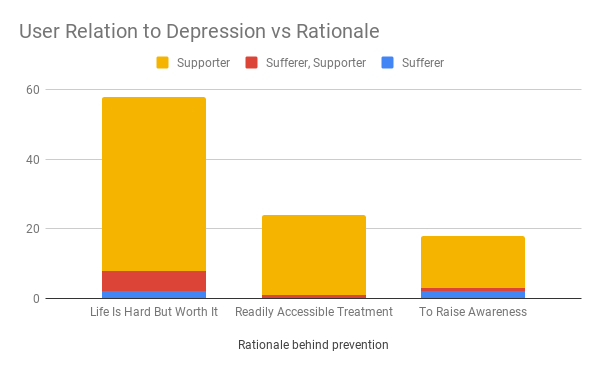 User Relation to Depression vs Rationale
Supporter Sufferer, Supporter Sufferer
60
40
20
0
Life Is Hard But Worth It Readily Accessible Treatment To Raise Awareness
Rationale behind prevention